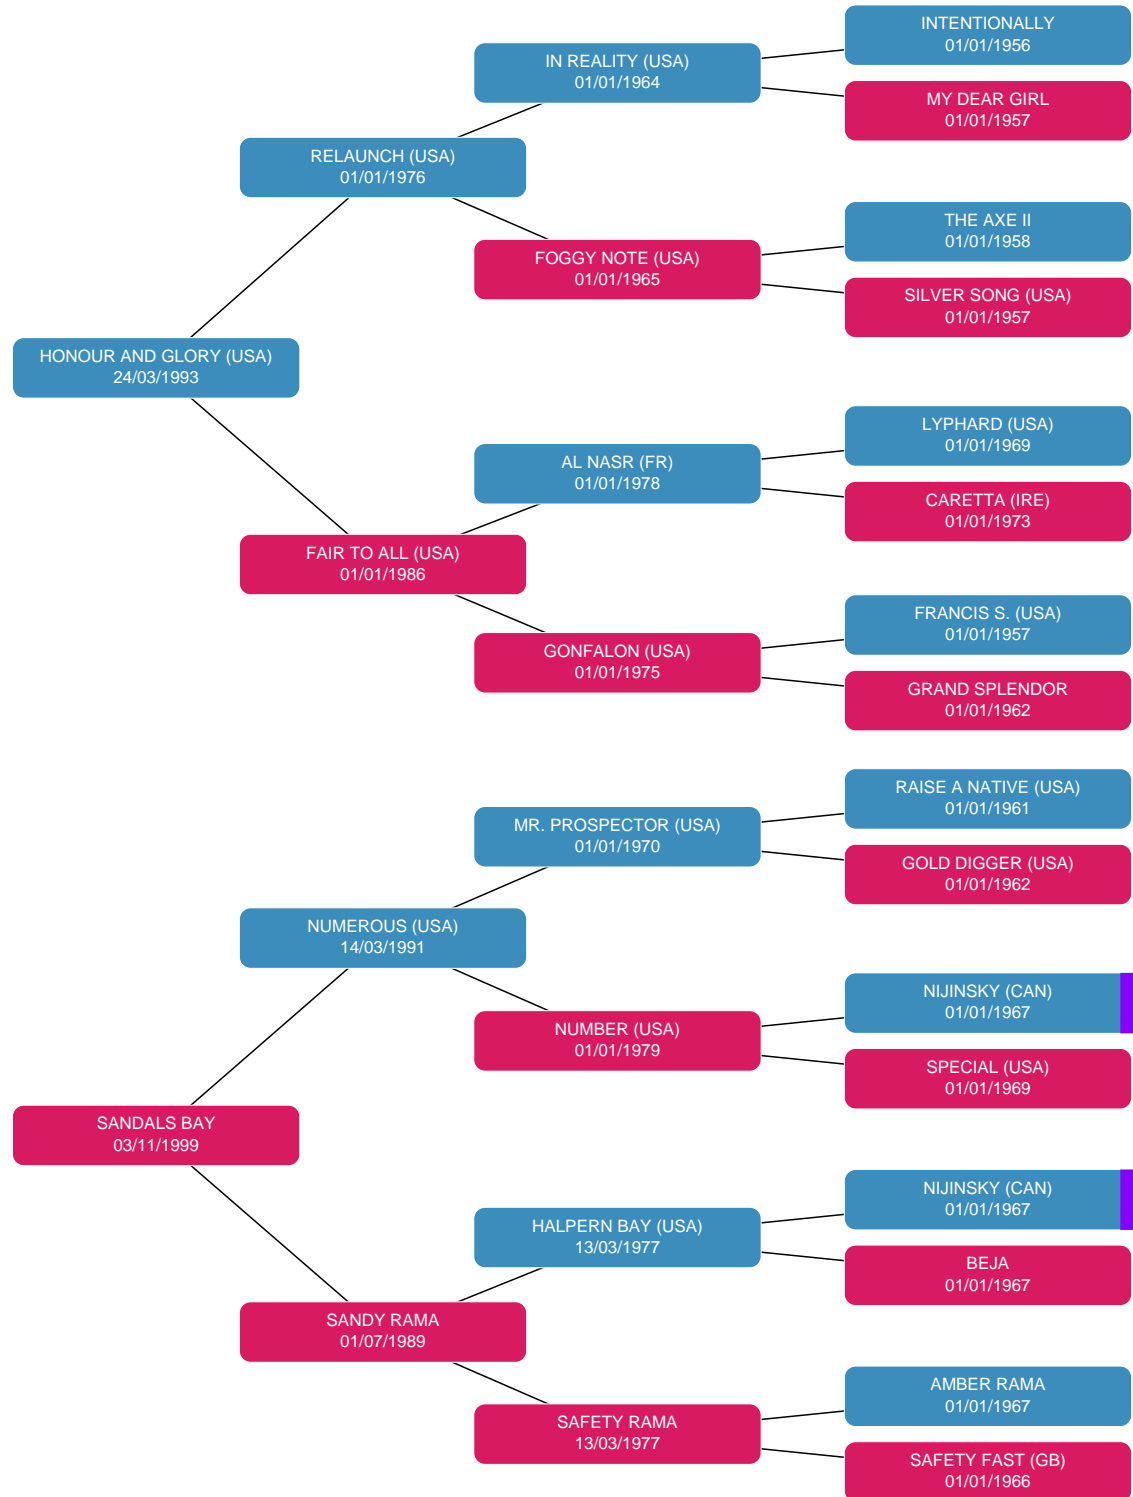 INTENTIONALLY
01/01/1956
IN REALITY (USA)
01/01/1964
MY DEAR GIRL
01/01/1957
RELAUNCH (USA)
01/01/1976
THE AXE II
01/01/1958
FOGGY NOTE (USA)
01/01/1965
SILVER SONG (USA)
01/01/1957
HONOUR AND GLORY (USA)
24/03/1993
LYPHARD (USA)
01/01/1969
AL NASR (FR)
01/01/1978
CARETTA (IRE)
01/01/1973
FAIR TO ALL (USA)
01/01/1986
FRANCIS S. (USA)
01/01/1957
GONFALON (USA)
01/01/1975
GRAND SPLENDOR
01/01/1962
RAISE A NATIVE (USA)
01/01/1961
MR. PROSPECTOR (USA)
01/01/1970
GOLD DIGGER (USA)
01/01/1962
NUMEROUS (USA)
14/03/1991
NIJINSKY (CAN)
01/01/1967
NUMBER (USA)
01/01/1979
SPECIAL (USA)
01/01/1969
SANDALS BAY
03/11/1999
NIJINSKY (CAN)
01/01/1967
HALPERN BAY (USA)
13/03/1977
BEJA
01/01/1967
SANDY RAMA
01/07/1989
AMBER RAMA
01/01/1967
SAFETY RAMA
13/03/1977
SAFETY FAST (GB)
01/01/1966